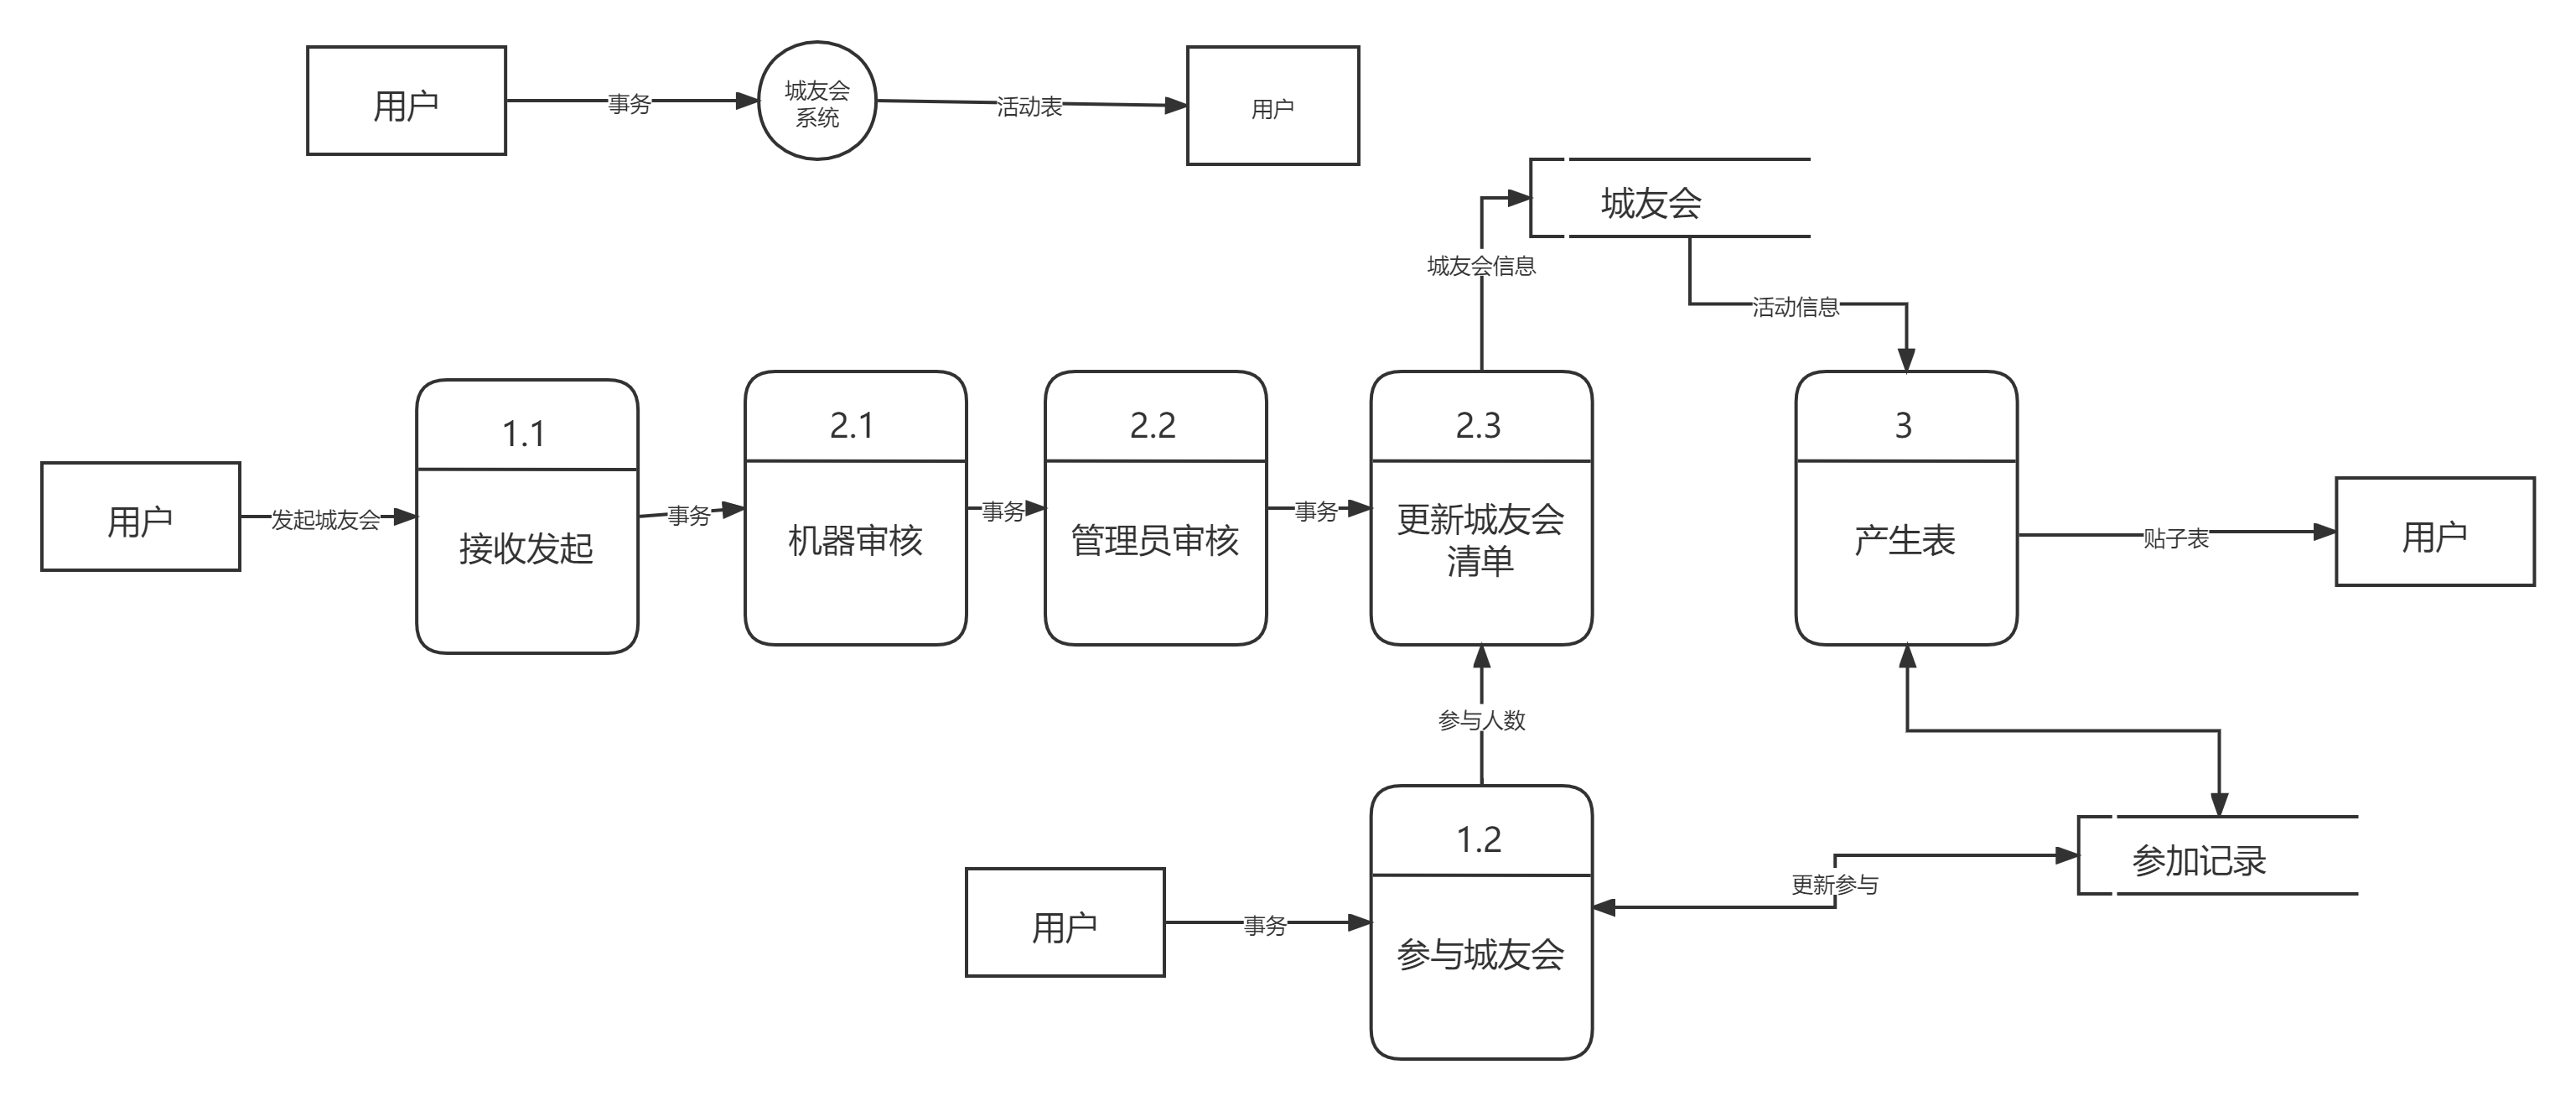 用户
事务
城友会
系统
活动表
用户
城友会
城友会信息
活动信息
用户
发起城友会
1.1
接收发起
事务
2.1
机器审核
事务
2.2
管理员审核
事务
2.3
更新城友会
清单
3
产生表
贴子表
用户
参与人数
用户
事务
1.2
参与城友会
更新参与
参加记录